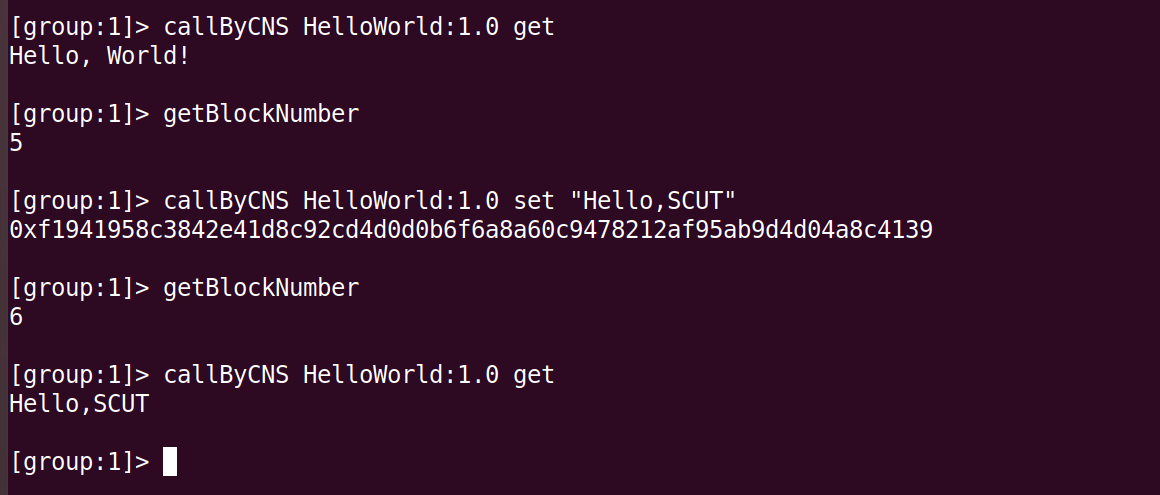 [group:1]> callByCNS HelloWorld:1.0 get
Hello, World!
[group:1]> getBlockNumber
5
[group:1]> callByCNS HelloWorld:1.0 set "Hello,SCUT"
0xf1941958c3842e41d8c92cd4d0d0b6f6a8a60c9478212af95ab9d4d04a8c4139
[group:1]> getBlockNumber
6
[group:1]> callByCNS HelloWorld:1.0 get
Hello,SCUT
[group:1]>